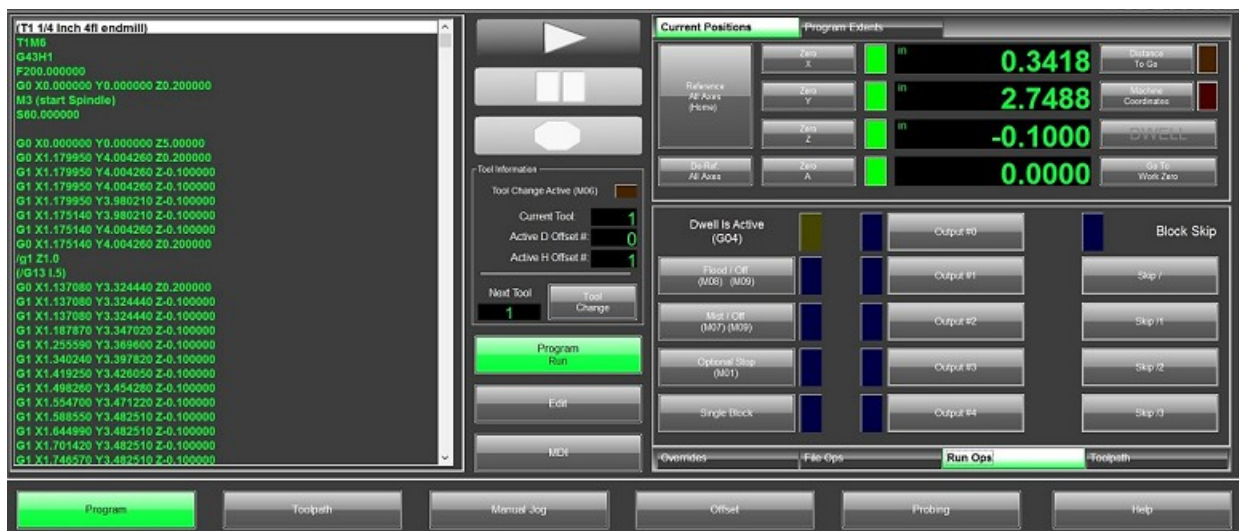 (T1 1/4 Inch 4fl endmill)
T1M6
G43H1
F200.000000
G0 X0.000000 Y0.000000 Z0.200000
M3 (start Spindle)
S60.000000
G0 X0.000000 Y0.000000 Z5.00000
G0 X1.179950 Y4.004260 Z0.200000
G1 X1.179950 Y4.004260 Z-0.100000
G1 X1.179950 Y4.004260 Z-0.100000
G1 X1.179950 Y3.980210 Z-0.100000
G1 X1.175140 Y3.980210 Z-0.100000
G1 X1.175140 Y4.004260 Z-0.100000
G0 X1.175140 Y4.004260 Z0.200000
/g1 Z1.0
(/G13 I.5)
G0 X1.137080 Y3.324440 Z0.200000
G1 X1.137080 Y3.324440 Z-0.100000
G1 X1.137080 Y3.324440 Z-0.100000
G1 X1.187870 Y3.347020 Z-0.100000
G1 X1.255590 Y3.369600 Z-0.100000
G1 X1.340240 Y3.397820 Z-0.100000
G1 X1.419250 Y3.426050 Z-0.100000
G1 X1.498260 Y3.454280 Z-0.100000
G1 X1.554700 Y3.471220 Z-0.100000
G1 X1.588550 Y3.482510 Z-0.100000
G1 X1.644990 Y3.482510 Z-0.100000
G1 X1.701420 Y3.482510 Z-0.100000
G1 X1.746570 Y3.482510 Z-0.100000
Tool Information
Tool Change Active (M06)
Current Tool: 1
Active D Offset #: 0
Active H Offset #: 1
Next Tool
1
Tool
Change
Program
Run
Edit
MDI
Current Positions
Program Extents
Reference
All Axes
(Home)
Zero
X
in
0.3418
Distance
To Go
Zero
Y
in
2.7488
Machine
Coordinates
Zero
Z
in
-0.1000
DWELL
De-Ref.
All Axes
Zero
A
0.0000
Go To
Work Zero
Dwell Is Active
(G04)
Output #0
Block Skip
Flood / Off
(M08) (M09)
Output #1
Skip /
Mist / Off
(M07) (M09)
Output #2
Skip /1
Optional Stop
(M01)
Output #3
Skip /2
Single Block
Output #4
Skip /3
Overrides
File Ops
Run Ops
Toolpath
Program
Toolpath
Manual Jog
Offset
Probing
Help